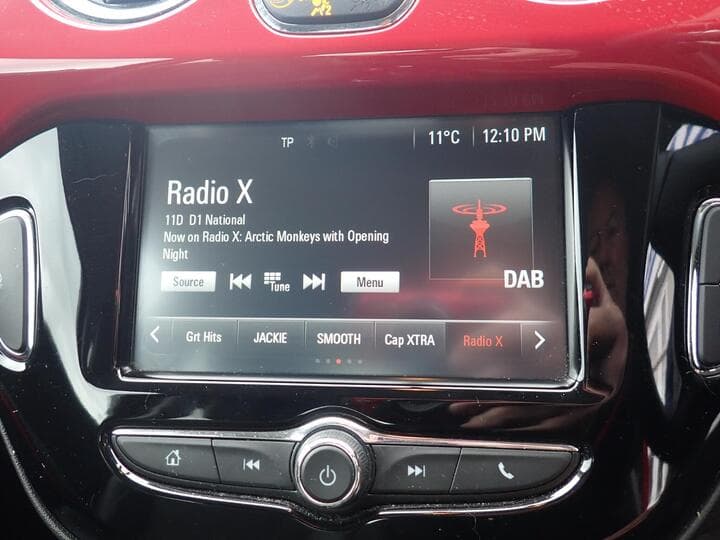 TP 11°C 12:10 PM
Radio X
11D D1 National
Now on Radio X: Arctic Monkeys with Opening
Night
DAB
Source Tune Menu
Grt Hits JACKIE SMOOTH Cap XTRA Radio X